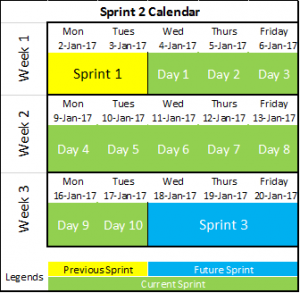 Sprint 2 Calendar
Week 1
Mon Tues Wed Thurs Friday
2-Jan-17 3-Jan-17 4-Jan-17 5-Jan-17 6-Jan-17
Sprint 1 Day 1 Day 2 Day 3
Week 2
Mon Tues Wed Thurs Friday
9-Jan-17 10-Jan-17 11-Jan-17 12-Jan-17 13-Jan-17
Day 4 Day 5 Day 6 Day 7 Day 8
Week 3
Mon Tues Wed Thurs Friday
16-Jan-17 17-Jan-17 18-Jan-17 19-Jan-17 20-Jan-17
Day 9 Day 10 Sprint 3
Legends Previous Sprint Future Sprint
Current Sprint